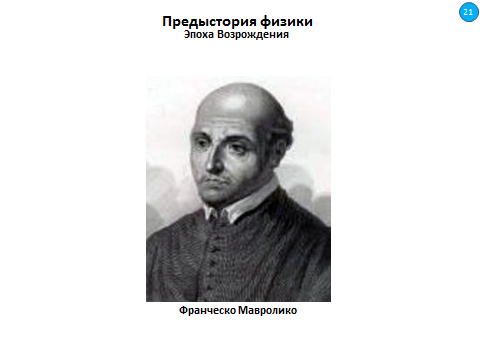 21
Предыстория физики
Эпоха Возрождения
Франческо Мавролико